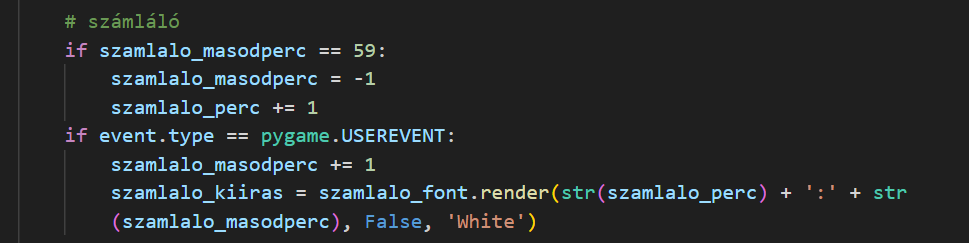 # számláló
if szamlalo_masodperc == 59:
    szamlalo_masodperc = -1
    szamlalo_perc += 1
if event.type == pygame.USEREVENT:
    szamlalo_masodperc += 1
    szamlalo_kiiras = szamlalo_font.render(str(szamlalo_perc) + ':' + str
    (szamlalo_masodperc), False, 'White')